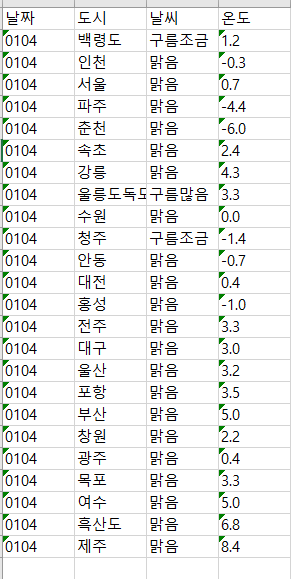 날짜 도시 날씨 온도
0104 백령도 구름조금 1.2
0104 인천 맑음 -0.3
0104 서울 맑음 0.7
0104 파주 맑음 -4.4
0104 춘천 맑음 -6.0
0104 속초 맑음 2.4
0104 강릉 맑음 4.3
0104 울릉도독도 구름많음 3.3
0104 수원 맑음 0.0
0104 청주 구름조금 -1.4
0104 안동 맑음 -0.7
0104 대전 맑음 0.4
0104 홍성 맑음 -1.0
0104 전주 맑음 3.3
0104 대구 맑음 3.0
0104 울산 맑음 3.2
0104 포항 맑음 3.5
0104 부산 맑음 5.0
0104 창원 맑음 2.2
0104 광주 맑음 0.4
0104 목포 맑음 3.3
0104 여수 맑음 5.0
0104 흑산도 맑음 6.8
0104 제주 맑음 8.4